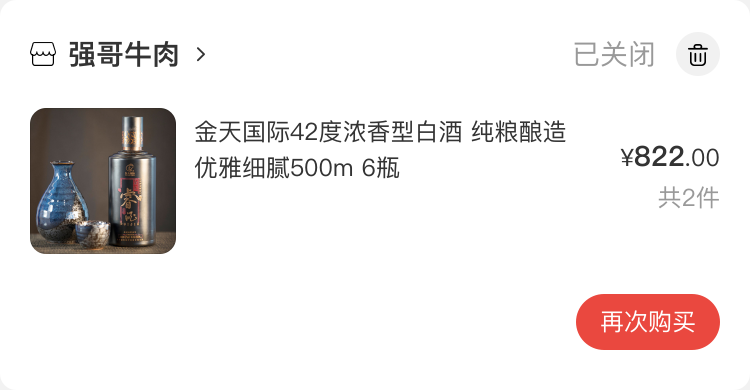 强哥牛肉
已关闭
金天国际42度浓香型白酒 纯粮酿造
优雅细腻500m 6瓶
¥822.00
共2件
再次购买